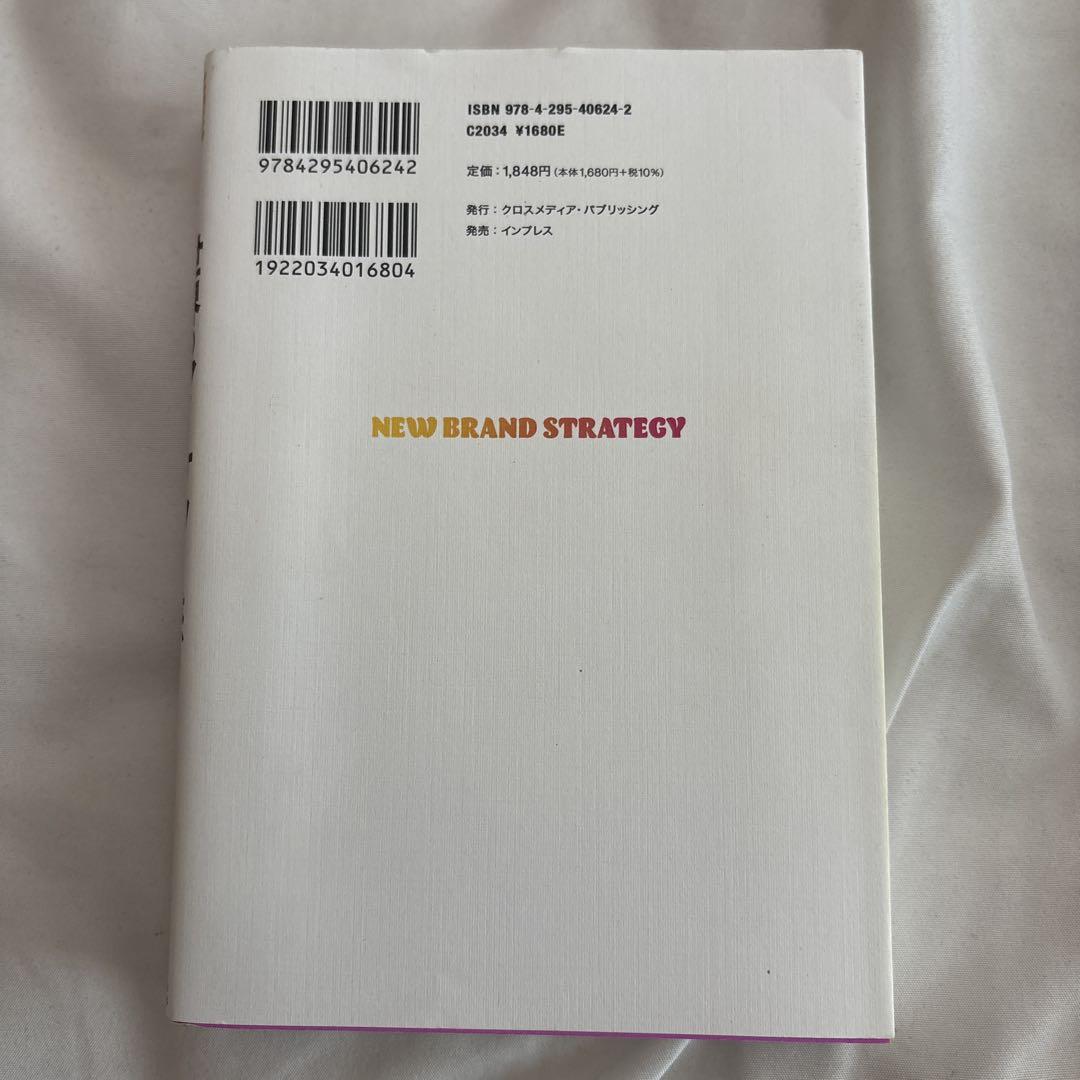 ISBN 978-4-295-40624-2
C2034 ¥1680E
9784295406242
定価:1,848円(本体1,680円+税10%)
発行:クロスメディア・パブリッシング
発売:インプレス
1922034016804
NEW BRAND STRATEGY